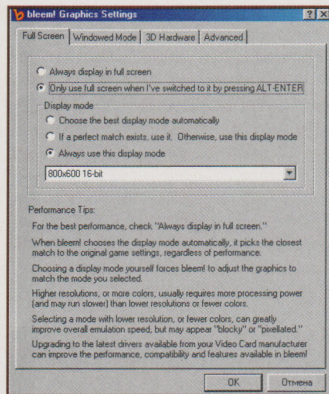 bleem! Graphics Settings
Full Screen
Windowed Mode
3D Hardware
Advanced
Always display in full screen
Only use full screen when I've switched to it by pressing ALT-ENTER
Display mode
Choose the best display mode automatically
If a perfect match exists, use it. Otherwise, use this display mode
Always use this display mode
800x600 16-bit
Performance Tips:
For the best performance, check "Always display in full screen."
When bleem! chooses the display mode automatically, it picks the closest
match to the original game settings, regardless of performance.
Choosing a display mode yourself forces bleem! to adjust the graphics to
match the mode you selected.
Higher resolutions, or more colors, usually requires more processing power
(and may run slower) than lower resolutions or fewer colors.
Selecting a mode with lower resolution, or fewer colors, can greatly
improve overall emulation speed, but may appear "blocky" or "pixellated."
Upgrading to the latest drivers available from your Video Card manufacturer
can improve the performance, compatibility and features available in bleem!
OK
Отмена